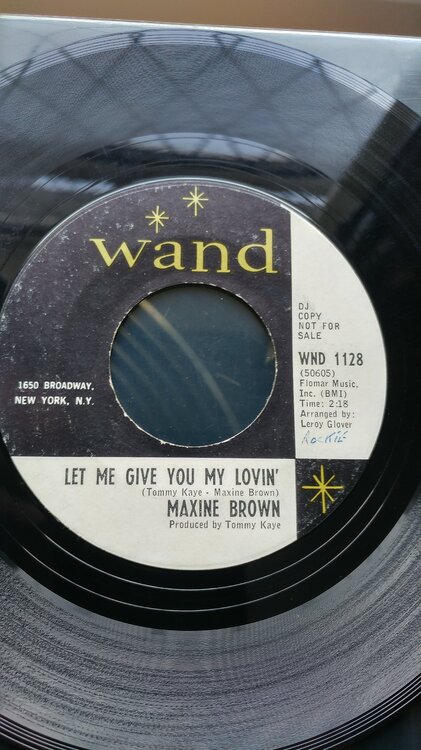 wand
DJ
COPY
NOT FOR
SALE
WND 1128
(50605)
Flomar Music,
Inc. (BMI)
Time: 2:18
Arranged by:
Leroy Glover
ROCKIE
1650 BROADWAY,
NEW YORK, N.Y.
LET ME GIVE YOU MY LOVIN'
(Tommy Kaye - Maxine Brown)
MAXINE BROWN
Produced by Tommy Kaye